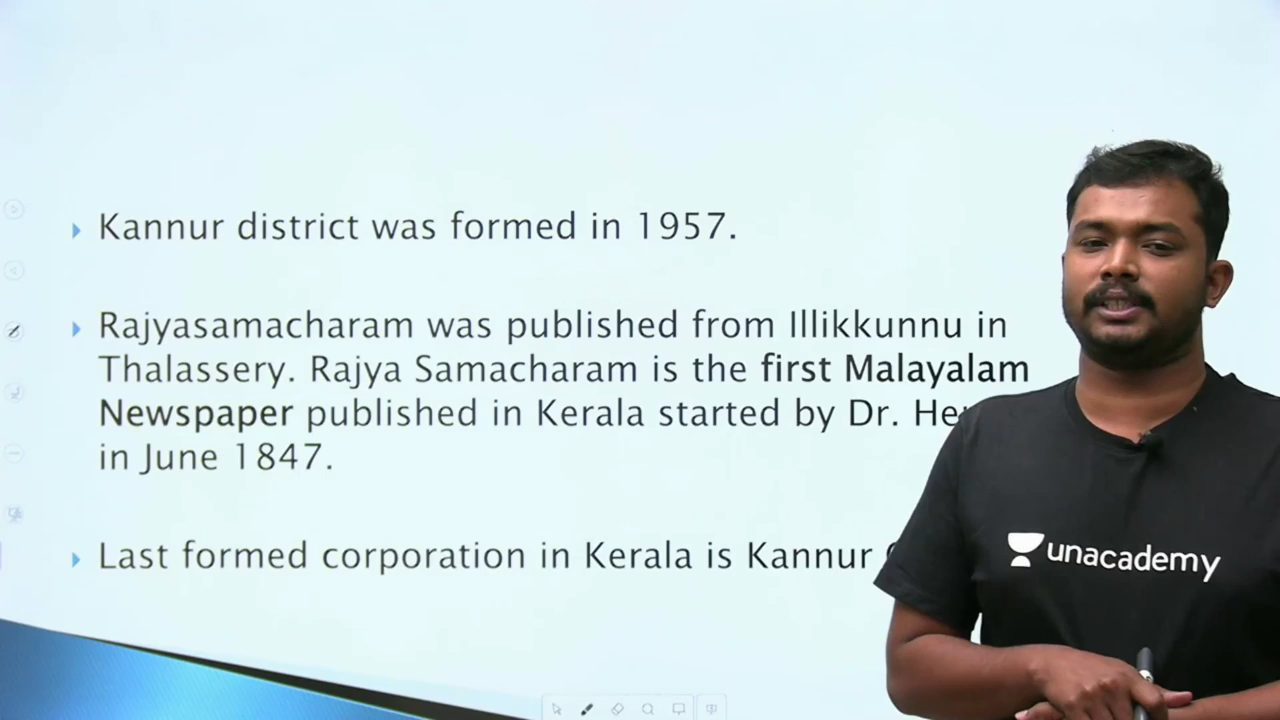 Kannur district was formed in 1957.
Rajyasamacharam was published from Illikkunnu in
Thalassery. Rajya Samacharam is the first Malayalam
Newspaper published in Kerala started by Dr.
in June 1847.
Last formed corporation in Kerala is Kannur
unacademy